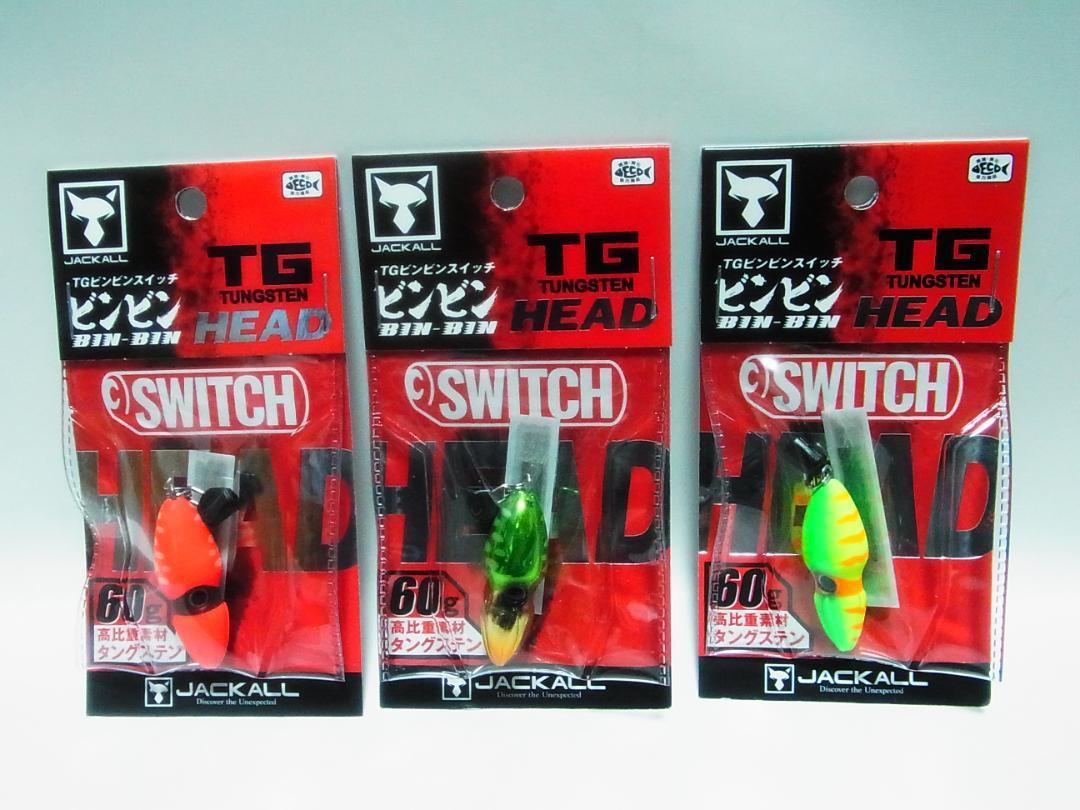 JACKALL
TGビンビンスイッチ
ビンビン
BIN-BIN
TG
TUNGSTEN
HEAD
ECO
SWITCH
HEAD
60g
高比重素材
タングステン
JACKALL
Discover the Unexpected
JACKALL
TGビンビンスイッチ
ビンビン
BIN-BIN
TG
TUNGSTEN
HEAD
ECO
SWITCH
HEAD
60g
高比重素材
タングステン
JACKALL
Discover the Unexpected
JACKALL
TGビンビンスイッチ
ビンビン
BIN-BIN
TG
TUNGSTEN
HEAD
ECO
SWITCH
HEAD
60g
高比重素材
タングステン
JACKALL
Discover the Unexpected